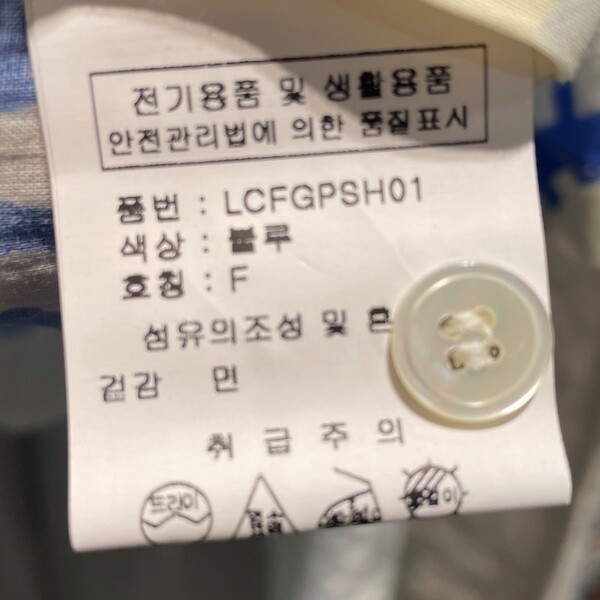 전기용품 및 생활용품
안전관리법에 의한 품질표시
품번 : LCFGPSH01
색상 : 블루
호칭 : F
섬유의조성 및 혼
겉감 면
취급주의
드라이